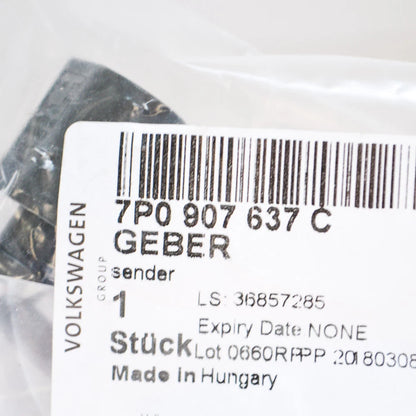 VOLKSWAGEN
GROUP
7P0 907 637 C
GEBER
sender
1
Stück
LS: 36857285
Expiry Date NONE
Lot 0660RPPP 20180308
Made in Hungary